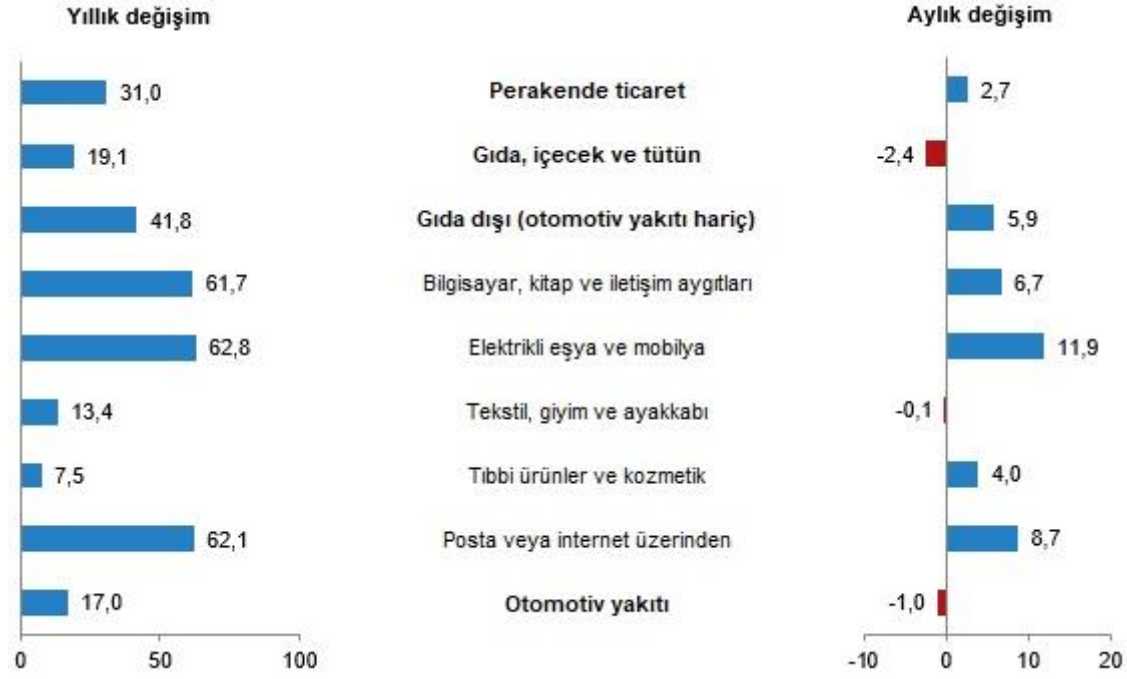 Yıllık değişim Aylık değişim
31,0 Perakende ticaret 2,7
19,1 Gıda, içecek ve tütün -2,4
41,8 Gıda dışı (otomotiv yakıtı hariç) 5,9
61,7 Bilgisayar, kitap ve iletişim aygıtları 6,7
62,8 Elektrikli eşya ve mobilya 11,9
13,4 Tekstil, giyim ve ayakkabı -0,1
7,5 Tıbbi ürünler ve kozmetik 4,0
62,1 Posta veya internet üzerinden 8,7
17,0 Otomotiv yakıtı -1,0
0 50 100 -10 0 10 20